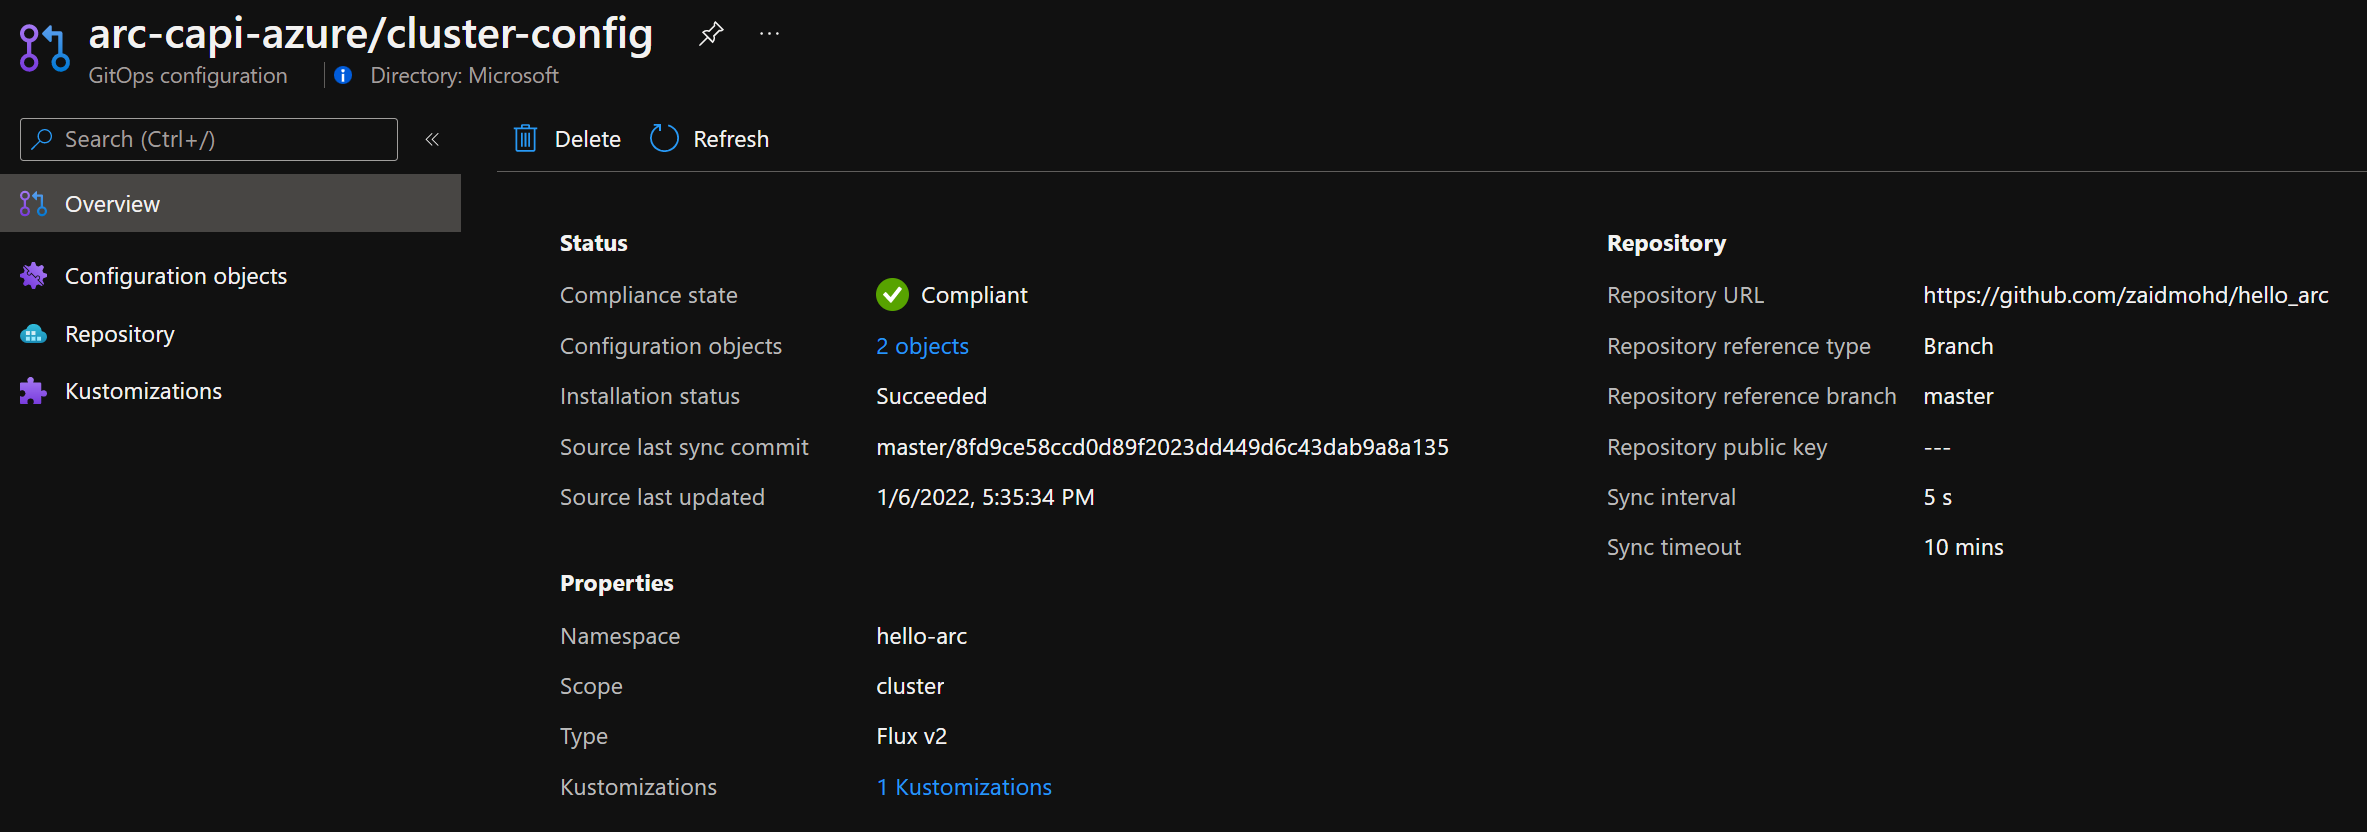 arc-capi-azure/cluster-config
GitOps configuration
Directory: Microsoft
Search (Ctrl+/)
Overview
Configuration objects
Repository
Kustomizations
Delete
Refresh
Status
Compliance state
Compliant
Configuration objects
2 objects
Installation status
Succeeded
Source last sync commit
master/8fd9ce58ccd0d89f2023dd449d6c43dab9a8a135
Source last updated
1/6/2022, 5:35:34 PM
Properties
Namespace
hello-arc
Scope
cluster
Type
Flux v2
Kustomizations
1 Kustomizations
Repository
Repository URL
https://github.com/zaidmohd/hello_arc
Repository reference type
Branch
Repository reference branch
master
Repository public key
---
Sync interval
5 s
Sync timeout
10 mins